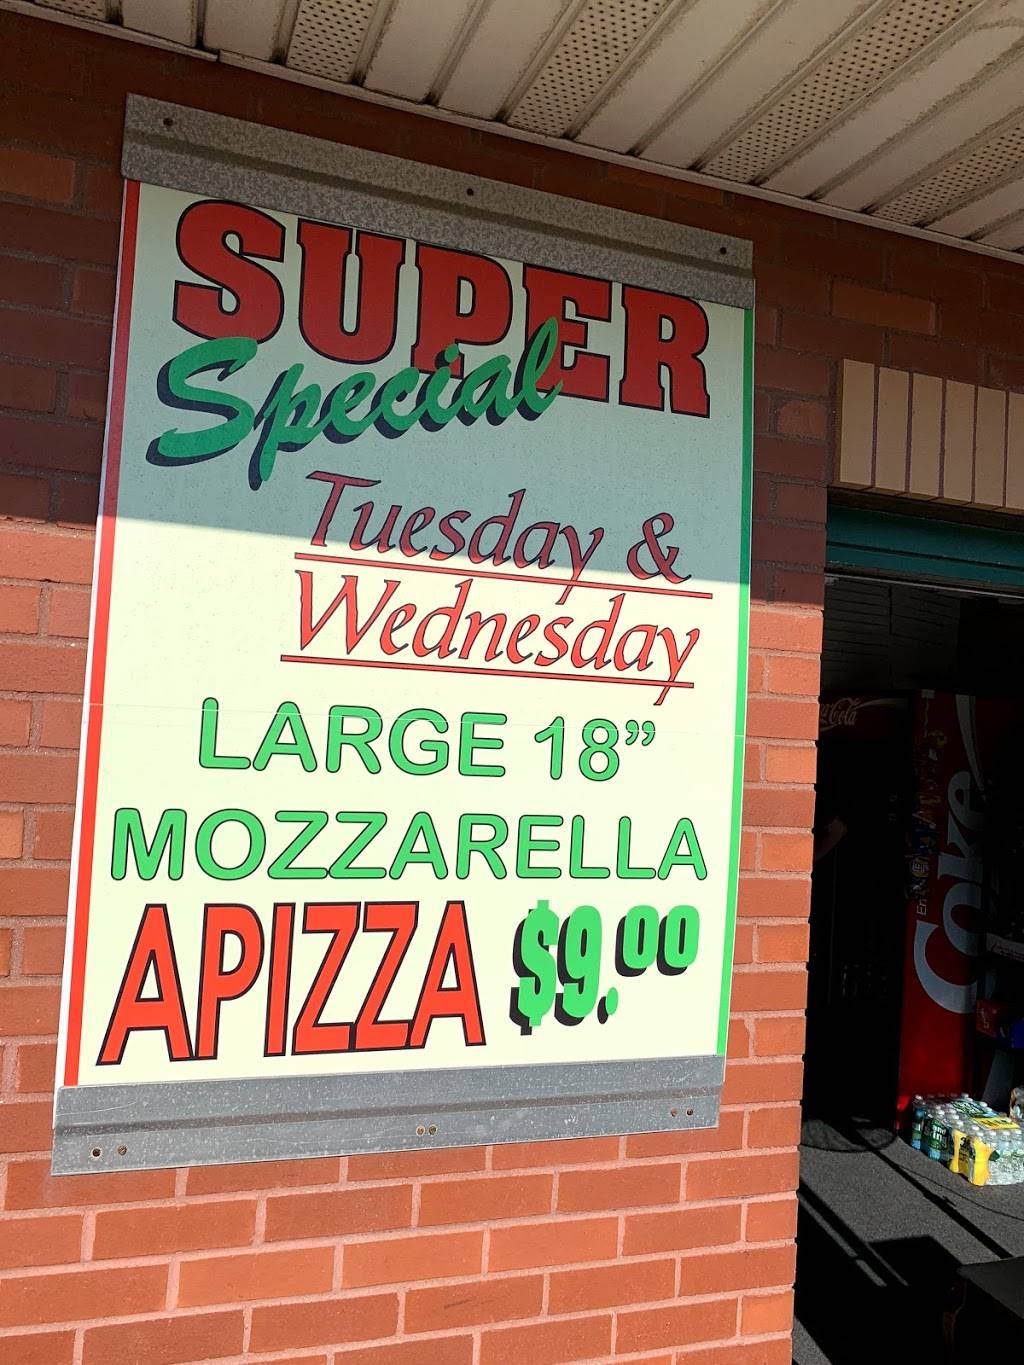 SUPER
Special
Tuesday &
Wednesday
LARGE 18”
MOZZARELLA
APIZZA $9.00
Coke